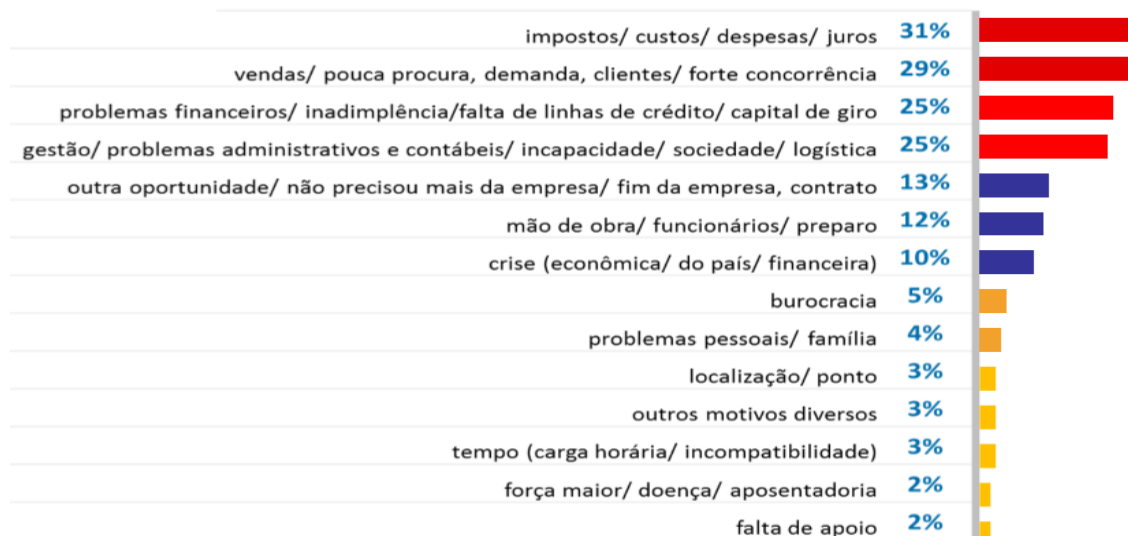 impostos/ custos/ despesas/ juros 31%
vendas/ pouca procura, demanda, clientes/ forte concorrência 29%
problemas financeiros/ inadimplência/falta de linhas de crédito/ capital de giro 25%
gestão/ problemas administrativos e contábeis/ incapacidade/ sociedade/ logística 25%
outra oportunidade/ não precisou mais da empresa/ fim da empresa, contrato 13%
mão de obra/ funcionários/ preparo 12%
crise (econômica/ do país/ financeira) 10%
burocracia 5%
problemas pessoais/ família 4%
localização/ ponto 3%
outros motivos diversos 3%
tempo (carga horária/ incompatibilidade) 3%
força maior/ doença/ aposentadoria 2%
falta de apoio 2%